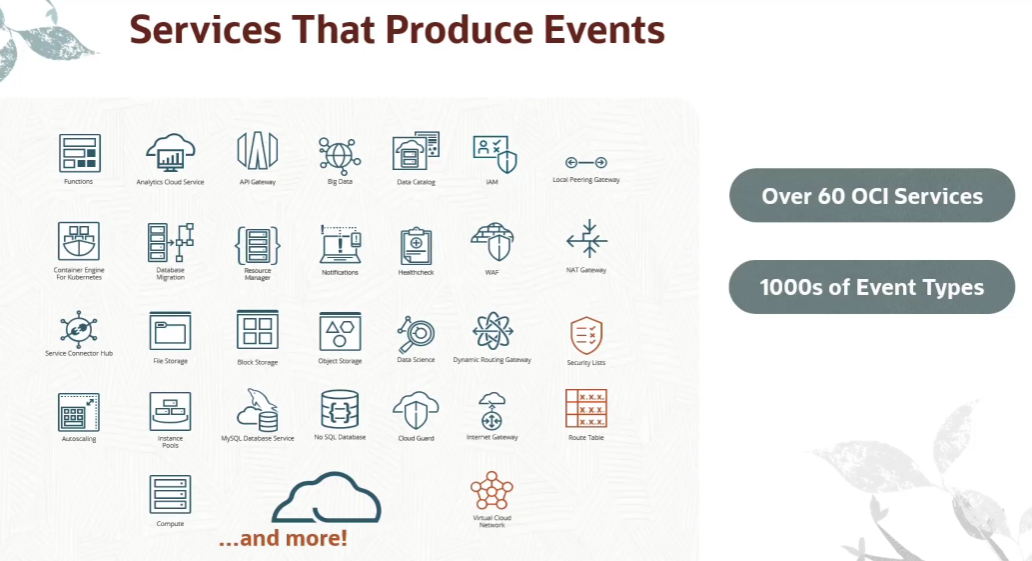 Services That Produce Events
Functions
Analytics Cloud Service
API Gateway
Big Data
Data Catalog
IAM
Local Peering Gateway
Container Engine
For Kubernetes
Database
Migration
Resource
Manager
Notifications
Healthcheck
WAF
NAT Gateway
Service Connector Hub
File Storage
Block Storage
Object Storage
Data Science
Dynamic Routing Gateway
Security Lists
Autoscaling
Instance
Pools
MySQL Database Service
No SQL Database
Cloud Guard
Internet Gateway
x.x.x.
x.x.x.
x.x.x.
Route Table
Compute
...and more!
Virtual Cloud
Network
Over 60 OCI Services
1000s of Event Types